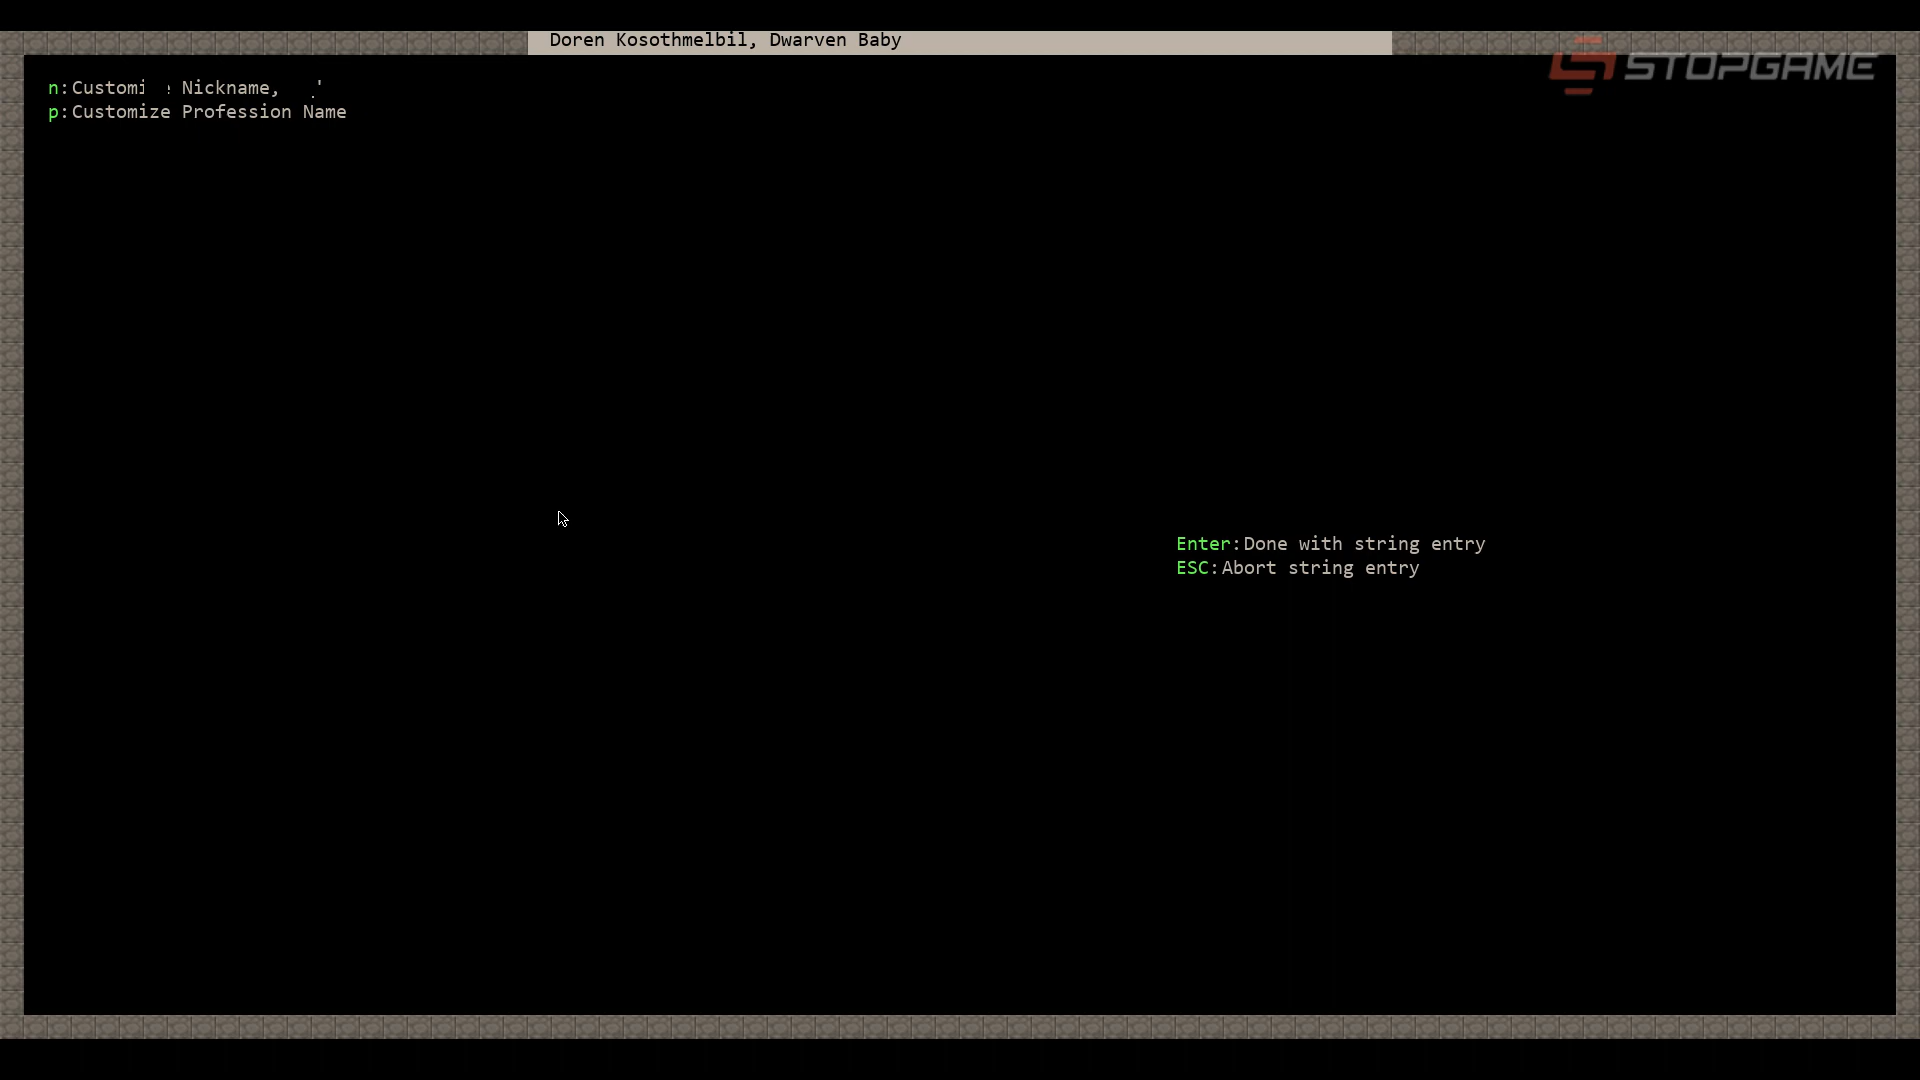 Doren Kosothmelbil, Dwarven Baby
STOPGAME
n:Customi e Nickname, '
p:Customize Profession Name
Enter:Done with string entry
ESC:Abort string entry